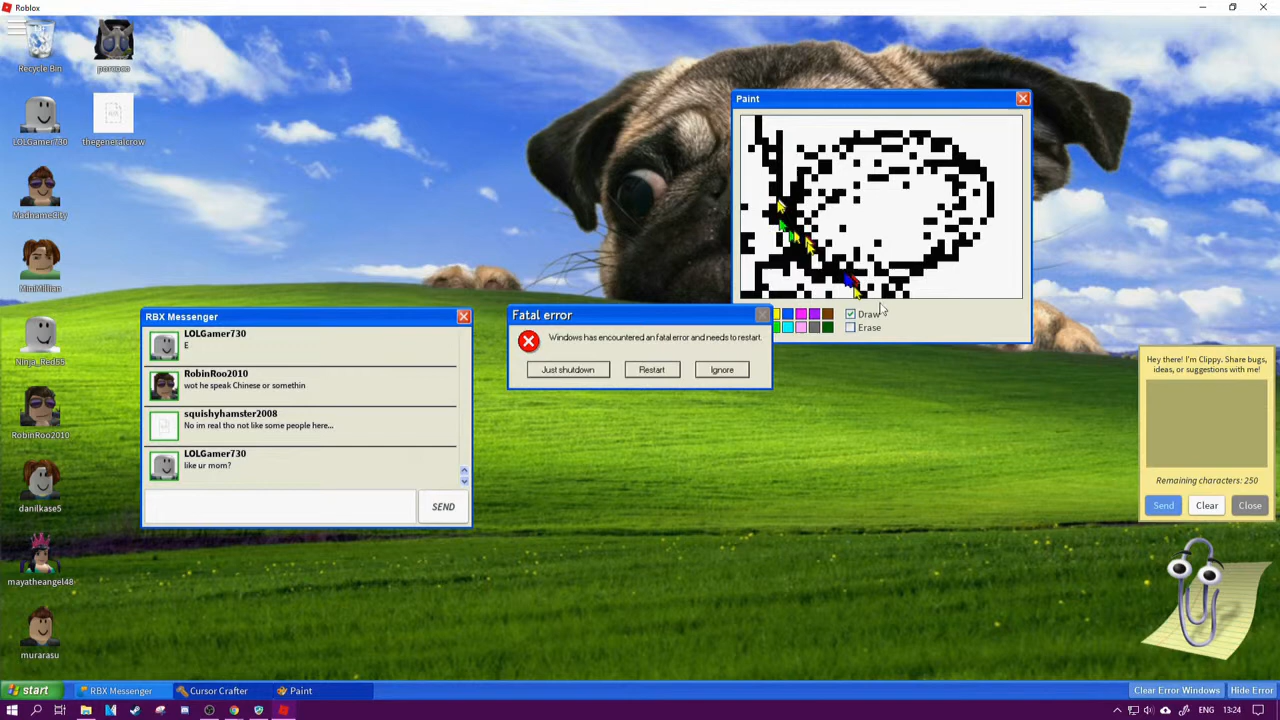 Roblox
Recycle Bin
poncoco
LOLGamer730
thegeneralcrow
MadnameCity
MiniMillian
Ninja_Red55
RobinRoo2010
danilkase5
mayatheangel48
murarasu
Paint
Draw
Erase
RBX Messenger
LOLGamer730
E
RobinRoo2010
wot he speak Chinese or somethin
squishyhamster2008
No im real tho not like some people here...
LOLGamer730
like ur mom?
SEND
Fatal error
Windows has encountered an fatal error and needs to restart.
Just shutdown
Restart
Ignore
Hey there! I'm Clippy. Share bugs,
ideas, or suggestions with me!
Remaining characters: 250
Send
Clear
Close
start
RBX Messenger
Cursor Crafter
Paint
Clear Error Windows
Hide Error
ENG
13:24